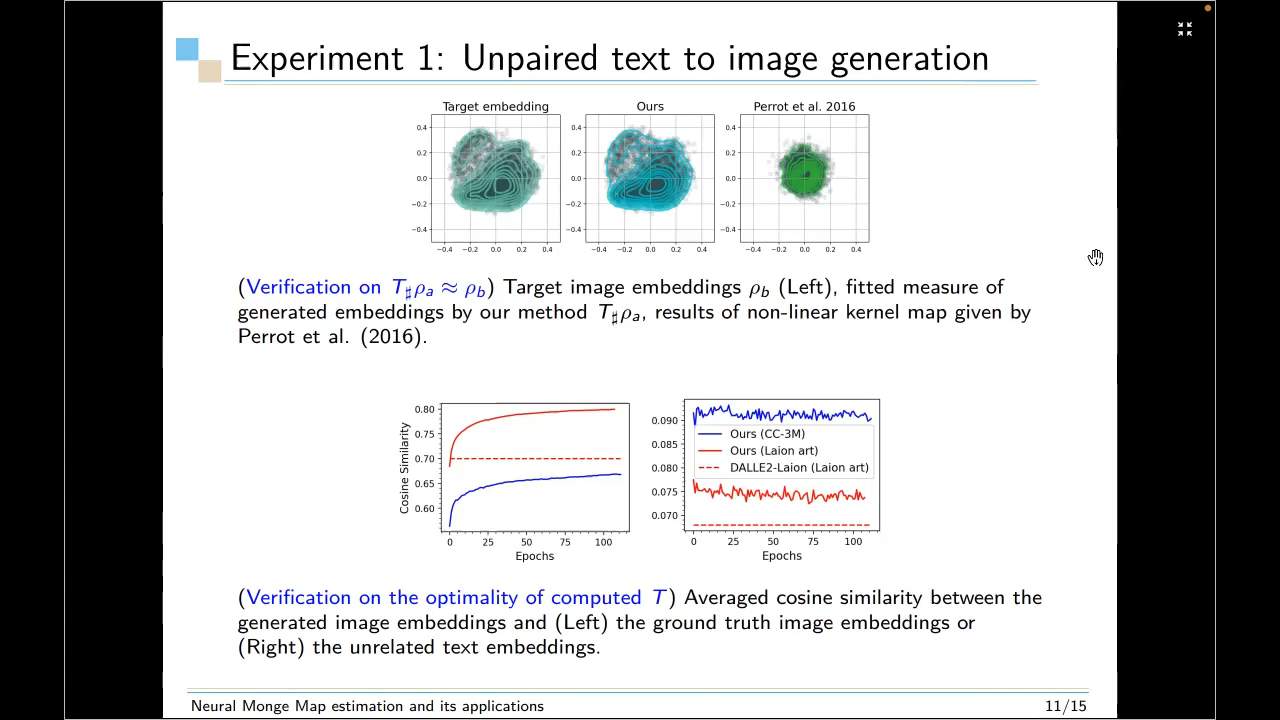 Experiment 1: Unpaired text to image generation
Target embedding
Ours
Perrot et al. 2016
0.4
0.2
0.0
−0.2
−0.4
−0.4 −0.2 0.0 0.2 0.4
0.4
0.2
0.0
−0.2
−0.4
−0.4 −0.2 0.0 0.2 0.4
0.4
0.2
0.0
−0.2
−0.4
−0.4 −0.2 0.0 0.2 0.4
(Verification on T♯ρa ≈ ρb) Target image embeddings ρb (Left), fitted measure of
generated embeddings by our method T♯ρa, results of non-linear kernel map given by
Perrot et al. (2016).
Cosine Similarity
0.80
0.75
0.70
0.65
0.60
0 25 50 75 100
Epochs
0.090
0.085
0.080
0.075
0.070
Ours (CC-3M)
Ours (Laion art)
DALLE2-Laion (Laion art)
0 25 50 75 100
Epochs
(Verification on the optimality of computed T) Averaged cosine similarity between the
generated image embeddings and (Left) the ground truth image embeddings or
(Right) the unrelated text embeddings.
Neural Monge Map estimation and its applications
11/15